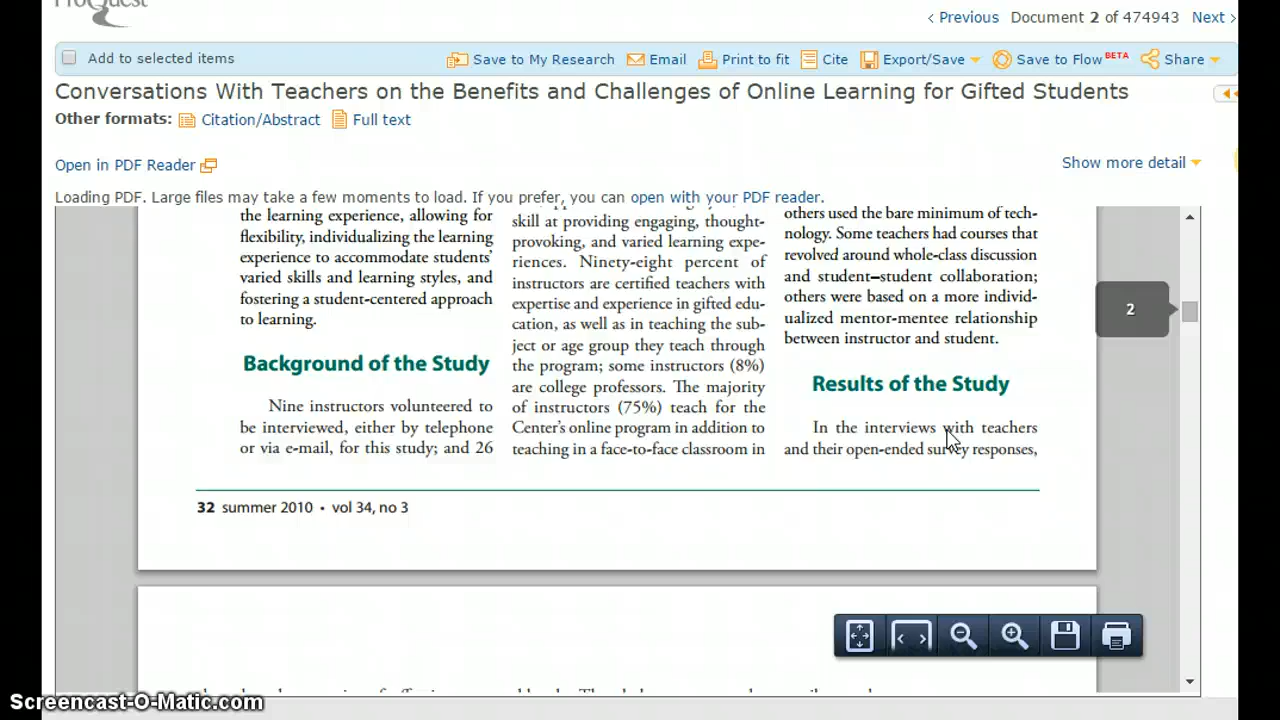 ProQuest
Previous Document 2 of 474943 Next
Add to selected items Save to My Research Email Print to fit Cite Export/Save Save to Flow BETA Share
Conversations With Teachers on the Benefits and Challenges of Online Learning for Gifted Students
Other formats: Citation/Abstract Full text
Open in PDF Reader Show more detail
Loading PDF. Large files may take a few moments to load. If you prefer, you can open with your PDF reader.
the learning experience, allowing for
flexibility, individualizing the learning
experience to accommodate students'
varied skills and learning styles, and
fostering a student-centered approach
to learning.
Background of the Study
Nine instructors volunteered to
be interviewed, either by telephone
or via e-mail, for this study; and 26
skill at providing engaging, thought-
provoking, and varied learning expe-
riences. Ninety-eight percent of
instructors are certified teachers with
expertise and experience in gifted edu-
cation, as well as in teaching the sub-
ject or age group they teach through
the program; some instructors (8%)
are college professors. The majority
of instructors (75%) teach for the
Center's online program in addition to
teaching in a face-to-face classroom in
others used the bare minimum of tech-
nology. Some teachers had courses that
revolved around whole-class discussion
and student–student collaboration;
others were based on a more individ-
ualized mentor-mentee relationship
between instructor and student.
Results of the Study
In the interviews with teachers
and their open-ended survey responses,
32 summer 2010 • vol 34, no 3
2
Screencast-O-Matic.com